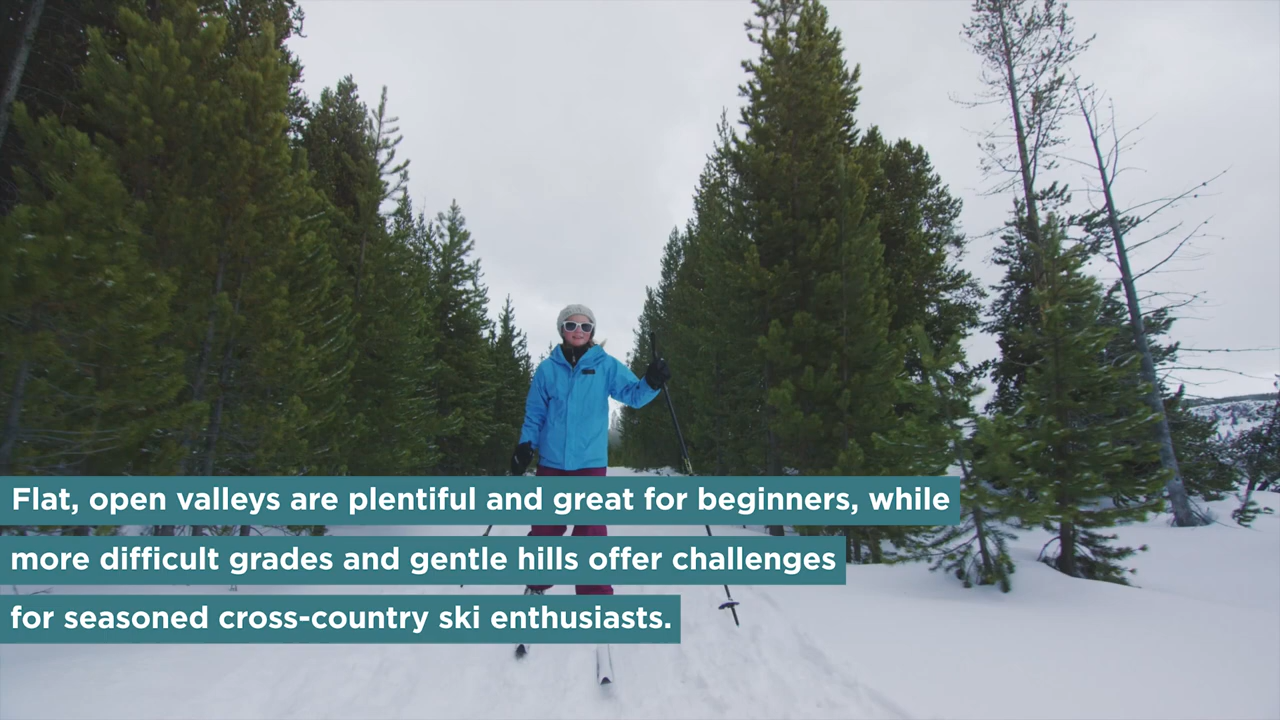 Flat, open valleys are plentiful and great for beginners, while
more difficult grades and gentle hills offer challenges
for seasoned cross-country ski enthusiasts.